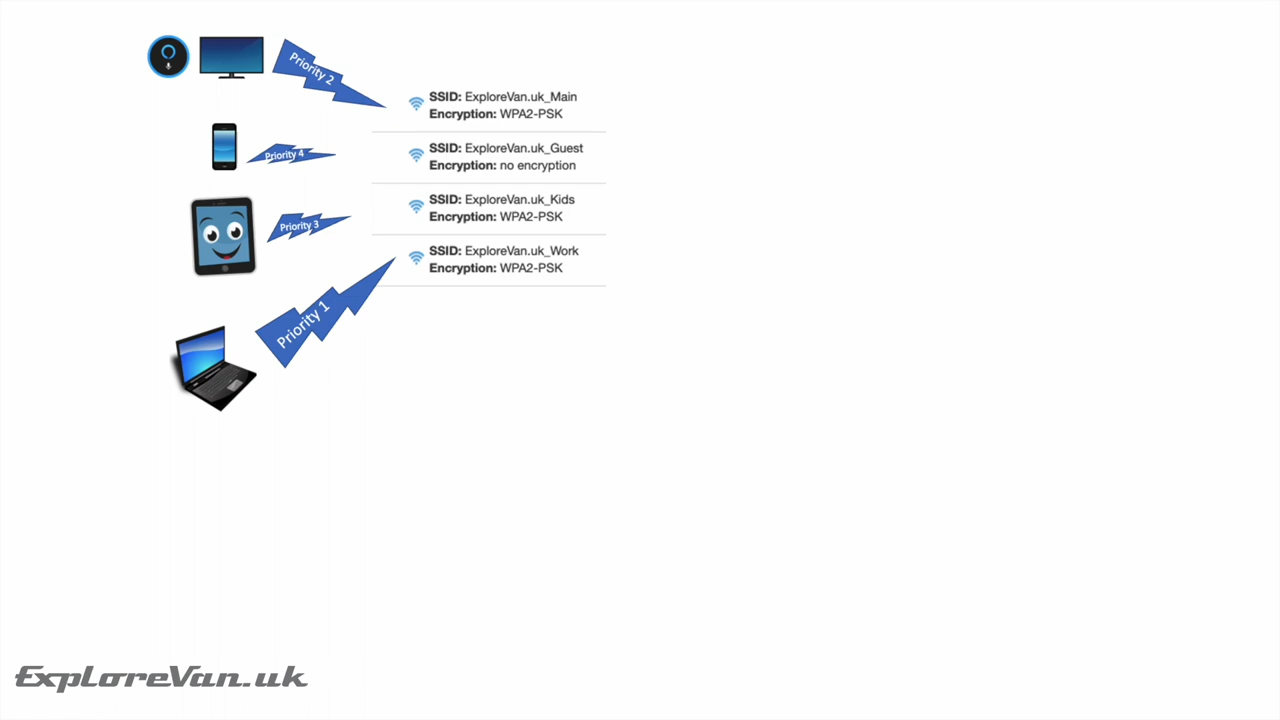 Priority 2
SSID: ExploreVan.uk_Main
Encryption: WPA2-PSK
Priority 4
SSID: ExploreVan.uk_Guest
Encryption: no encryption
Priority 3
SSID: ExploreVan.uk_Kids
Encryption: WPA2-PSK
Priority 1
SSID: ExploreVan.uk_Work
Encryption: WPA2-PSK
ExploreVan.uk